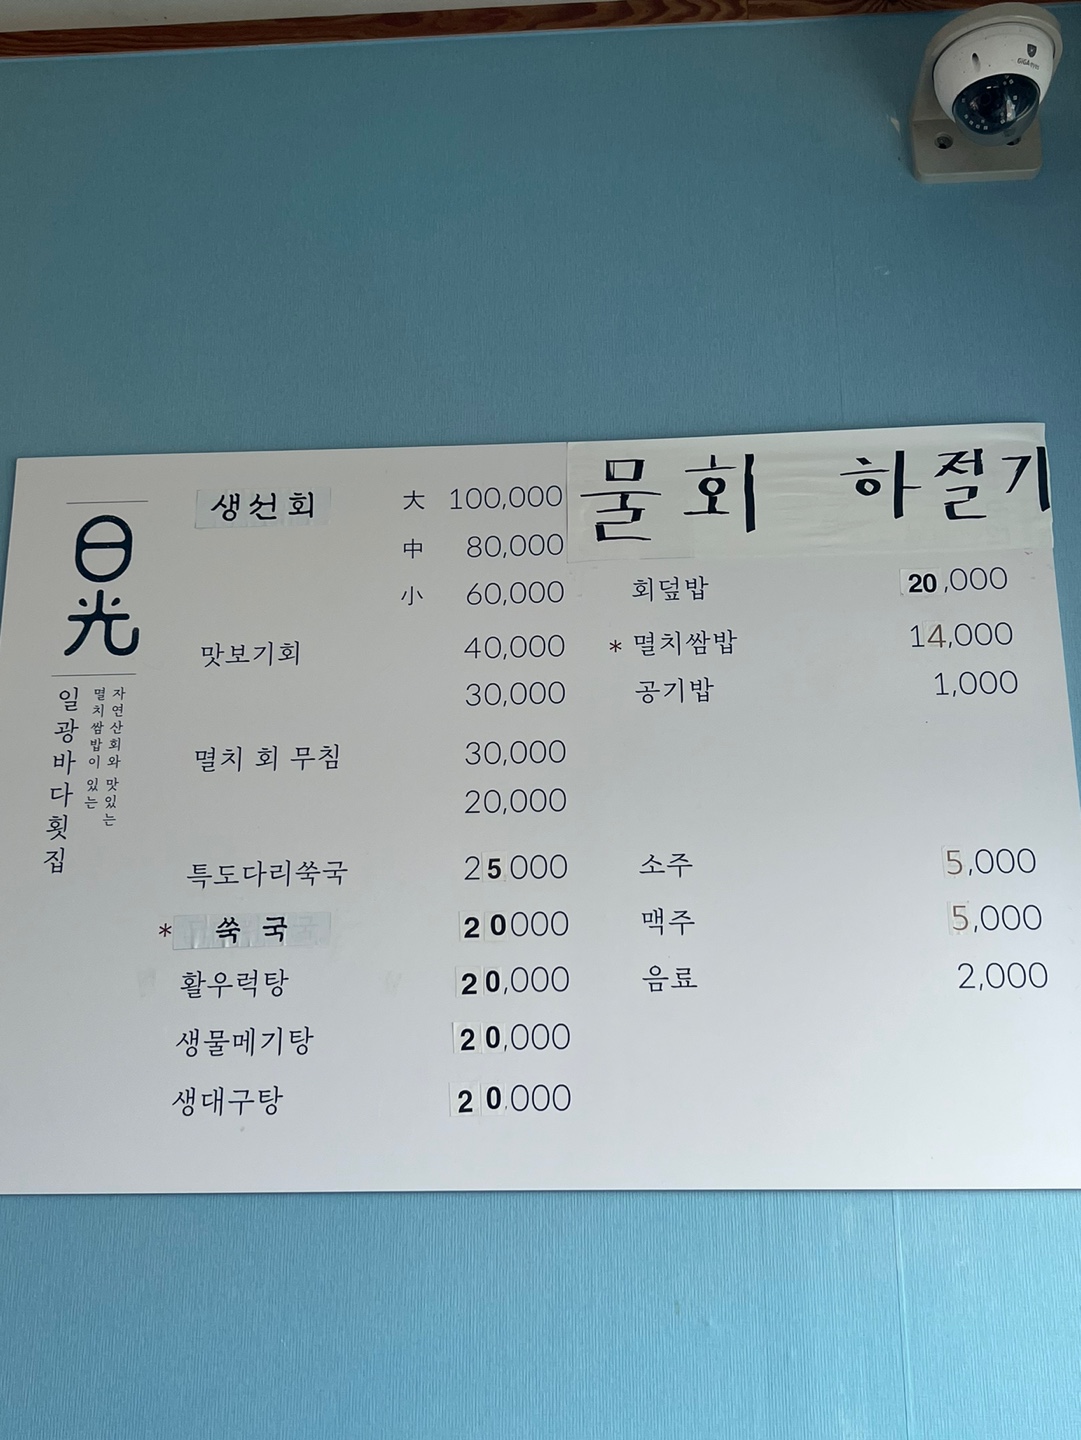 日光
일광바다횟집
자연산회와 맛있는
멸치쌈밥이 있는
생선회 大 100,000
中 80,000
小 60,000
맛보기회 40,000
30,000
멸치 회 무침 30,000
20,000
특도다리쑥국 25,000
* 쑥 국 20000
활우럭탕 20,000
생물메기탕 20,000
생대구탕 20,000
물회 하절기
회덮밥 20,000
* 멸치쌈밥 14,000
공기밥 1,000
소주 5,000
맥주 5,000
음료 2,000